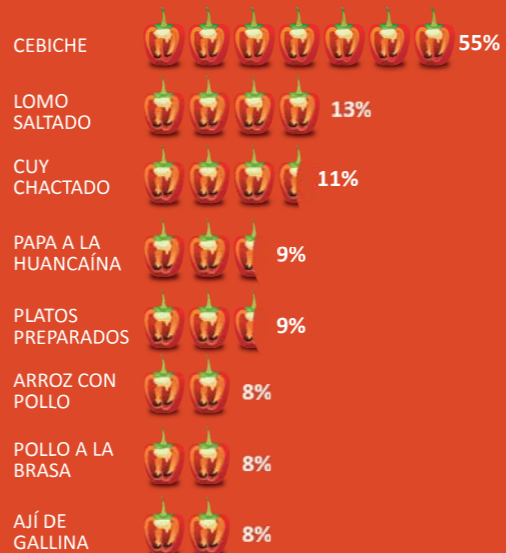 CEBICHE
55%
LOMO
SALTADO
13%
CUY
CHACTADO
11%
PAPA A LA
HUANCAÍNA
9%
PLATOS
PREPARADOS
9%
ARROZ CON
POLLO
8%
POLLO A LA
BRASA
8%
AJÍ DE
GALLINA
8%